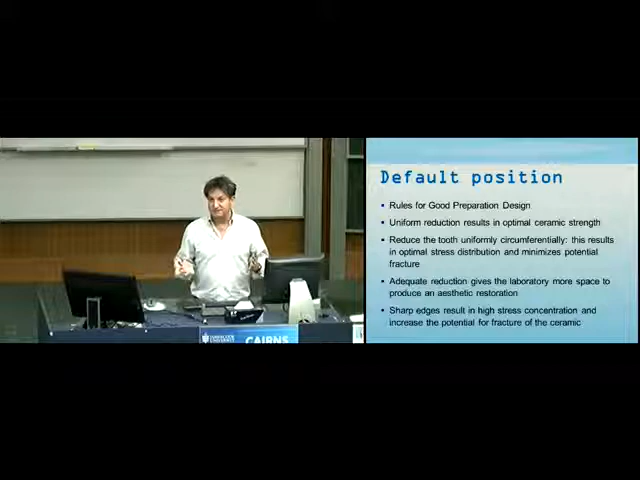 Default position
• Rules for Good Preparation Design
• Uniform reduction results in optimal ceramic strength
• Reduce the tooth uniformly circumferentially: this results
in optimal stress distribution and minimizes potential
fracture
• Adequate reduction gives the laboratory more space to
produce an aesthetic restoration
• Sharp edges result in high stress concentration and
increase the potential for fracture of the ceramic
CAIRNS